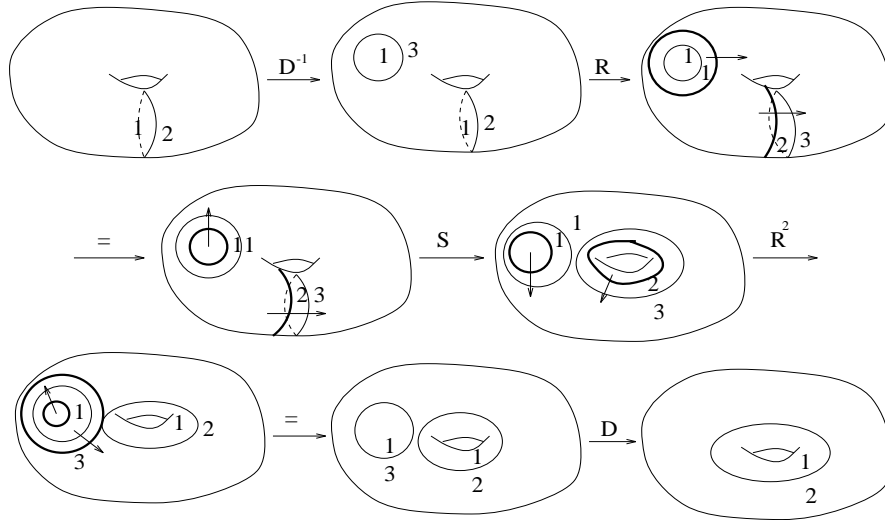 1 2 D⁻¹ 1 3 1 2 R 1 1 2 3
= 1 1 2 3 S 1 1 2 3 R²
1 3 1 2 = 1 3 1 2 D 1 2